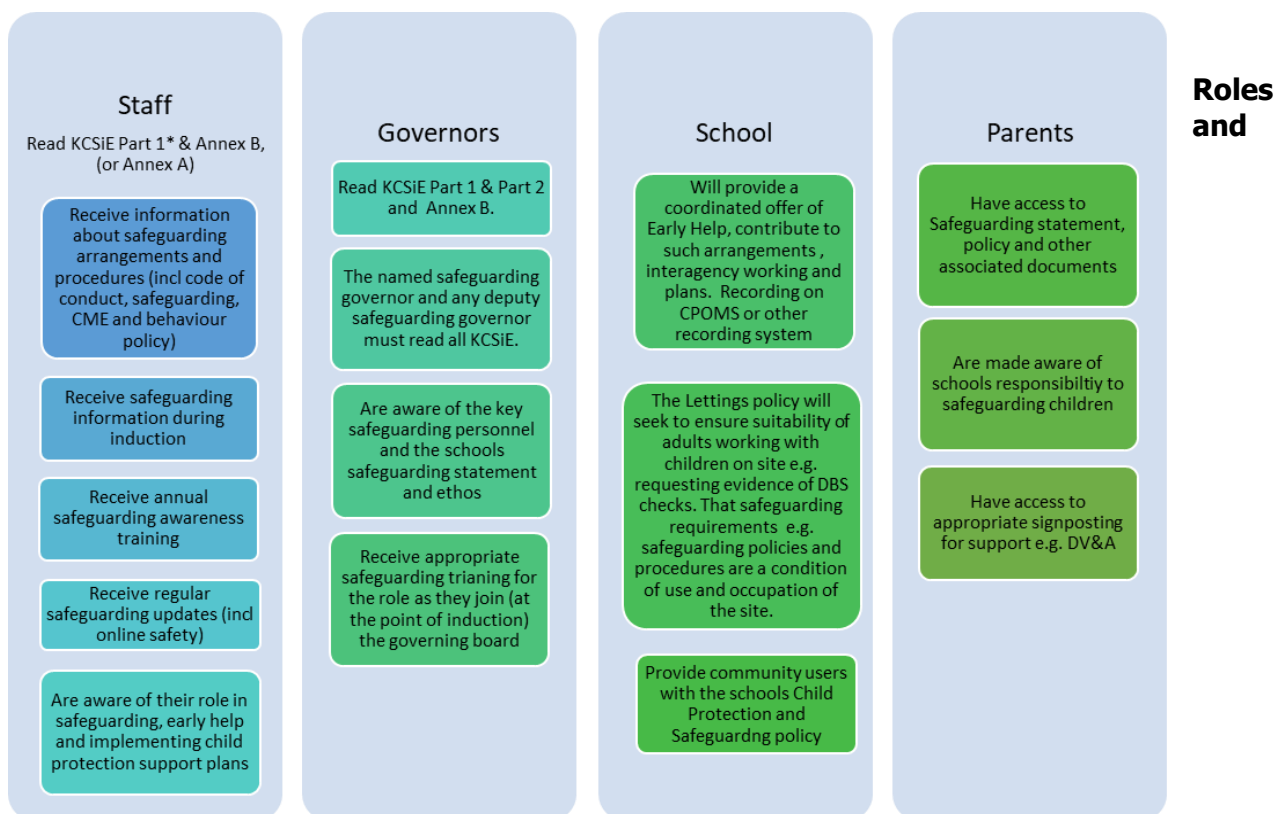 Staff
Read KCSiE Part 1* & Annex B,
(or Annex A)
Receive information
about safeguarding
arrangements and
procedures (incl code of
conduct, safeguarding,
CME and behaviour
policy)
Receive safeguarding
information during
induction
Receive annual
safeguarding awareness
training
Receive regular
safeguarding updates (incl
online safety)
Are aware of their role in
safeguarding, early help
and implementing child
protection support plans
Governors
Read KCSiE Part 1 & Part 2
and Annex B.
The named safeguarding
governor and any deputy
safeguarding governor
must read all KCSiE.
Are aware of the key
safeguarding personnel
and the schools
safeguarding statement
and ethos
Receive appropriate
safeguarding trianing for
the role as they join (at
the point of induction)
the governing board
School
Will provide a
coordinated offer of
Early Help, contribute to
such arrangements ,
interagency working and
plans. Recording on
CPOMS or other
recording system
The Lettings policy will
seek to ensure suitability of
adults working with
children on site e.g.
requesting evidence of DBS
checks. That safeguarding
requirements e.g.
safeguarding policies and
procedures are a condition
of use and occupation of
the site.
Provide community users
with the schools Child
Protection and
Safeguardng policy
Parents
Have access to
Safeguarding statement,
policy and other
associated documents
Are made aware of
schools responsibiltiy to
safeguarding children
Have access to
appropriate signposting
for support e.g. DV&A
Roles
and